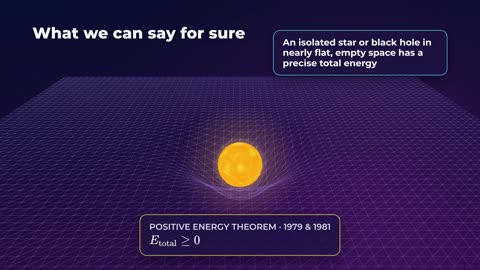 What we can say for sure
An isolated star or black hole in
nearly flat, empty space has a
precise total energy
POSITIVE ENERGY THEOREM · 1979 & 1981
E_total ≥ 0